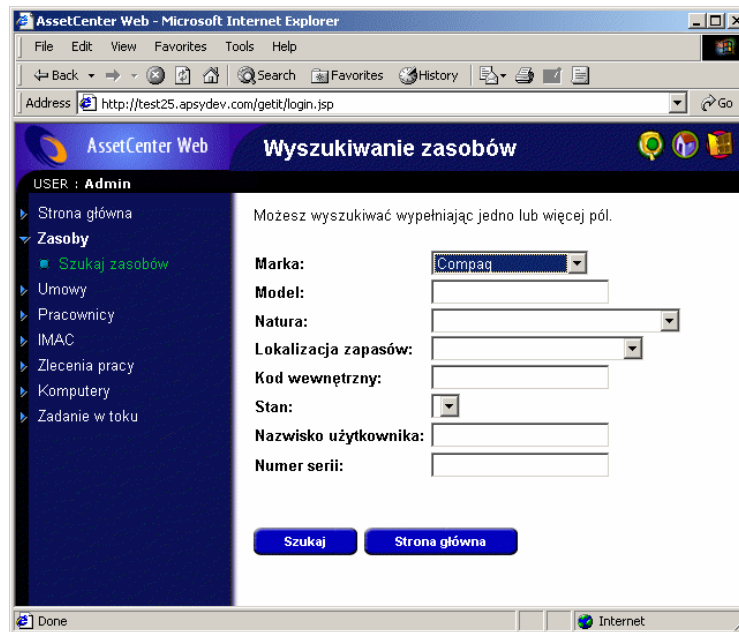 AssetCenter Web - Microsoft Internet Explorer
File Edit View Favorites Tools Help
Back Search Favorites History
Address http://test25.apsydev.com/getit/login.jsp Go
AssetCenter Web
Wyszukiwanie zasobów
USER : Admin
Strona główna
Zasoby
Szukaj zasobów
Umowy
Pracownicy
IMAC
Zlecenia pracy
Komputery
Zadanie w toku
Możesz wyszukiwać wypełniając jedno lub więcej pól.
Marka: Compaq
Model:
Natura:
Lokalizacja zapasów:
Kod wewnętrzny:
Stan:
Nazwisko użytkownika:
Numer serii:
Szukaj Strona główna
Done Internet